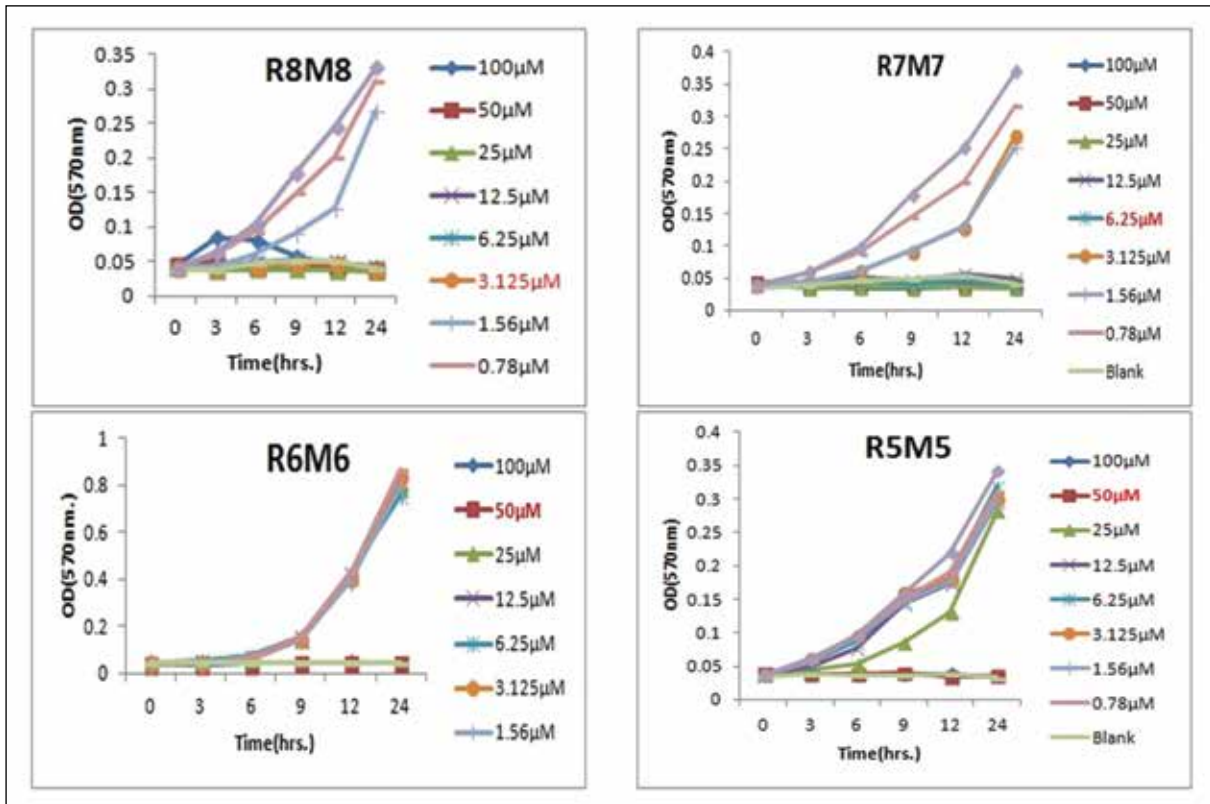 R8M8
OD(570nm)
0.35
0.3
0.25
0.2
0.15
0.1
0.05
0
0 3 6 9 12 24
Time(hrs.)
100µM
50µM
25µM
12.5µM
6.25µM
3.125µM
1.56µM
0.78µM
R7M7
OD(570nm)
0.4
0.35
0.3
0.25
0.2
0.15
0.1
0.05
0
0 3 6 9 12 24
Time(hrs.)
100µM
50µM
25µM
12.5µM
6.25µM
3.125µM
1.56µM
0.78µM
Blank
R6M6
OD(570nm.)
1
0.8
0.6
0.4
0.2
0
0 3 6 9 12 24
Time(hrs.)
100µM
50µM
25µM
12.5µM
6.25µM
3.125µM
1.56µM
R5M5
OD(570nm)
0.4
0.35
0.3
0.25
0.2
0.15
0.1
0.05
0
0 3 6 9 12 24
Time(hrs.)
100µM
50µM
25µM
12.5µM
6.25µM
3.125µM
1.56µM
0.78µM
Blank